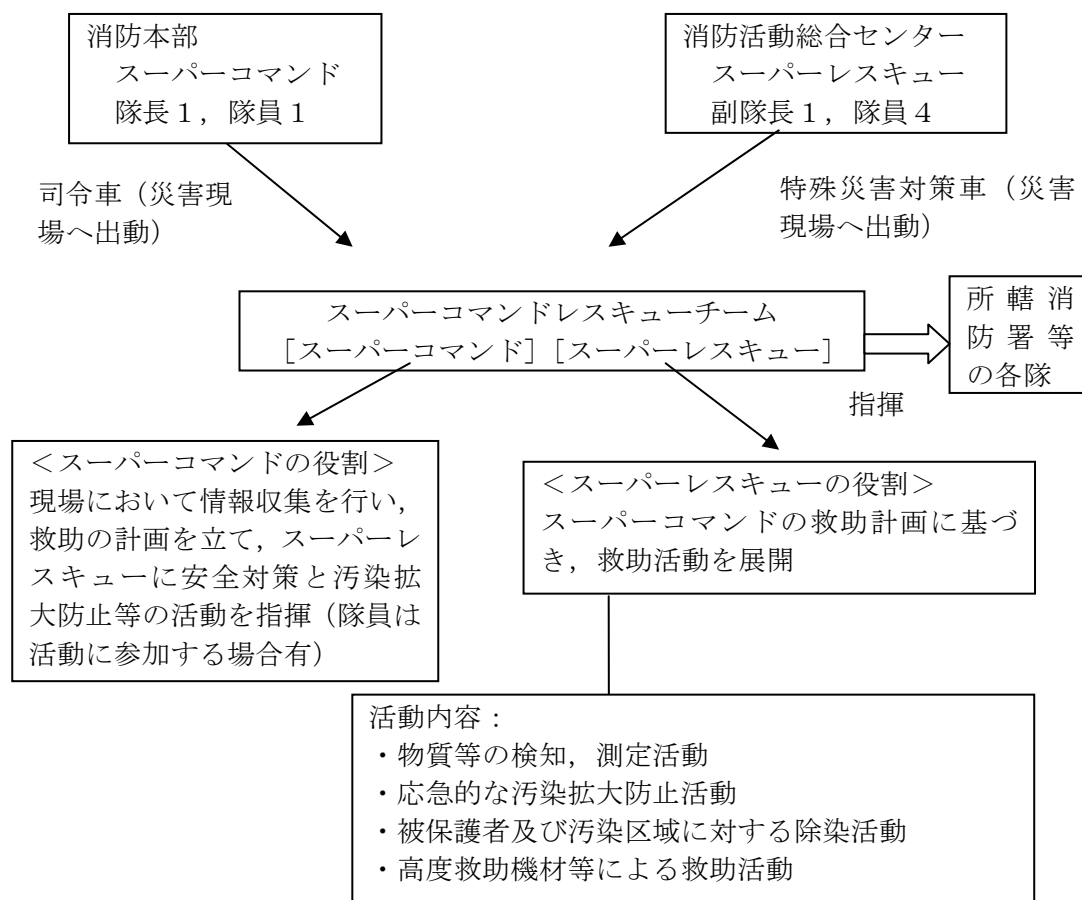 消防本部
スーパーコマンド
隊長１，隊員１
消防活動総合センター
スーパーレスキュー
副隊長１，隊員４
司令車（災害現
場へ出動）
特殊災害対策車（災害
現場へ出動）
スーパーコマンドレスキューチーム
［スーパーコマンド］［スーパーレスキュー］
所轄消
防署等
の各隊
指揮
＜スーパーコマンドの役割＞
現場において情報収集を行い，
救助の計画を立て，スーパーレ
スキューに安全対策と汚染拡
大防止等の活動を指揮（隊員は
活動に参加する場合有）
＜スーパーレスキューの役割＞
スーパーコマンドの救助計画に基づ
き，救助活動を展開
活動内容：
・物質等の検知，測定活動
・応急的な汚染拡大防止活動
・被保護者及び汚染区域に対する除染活動
・高度救助機材等による救助活動